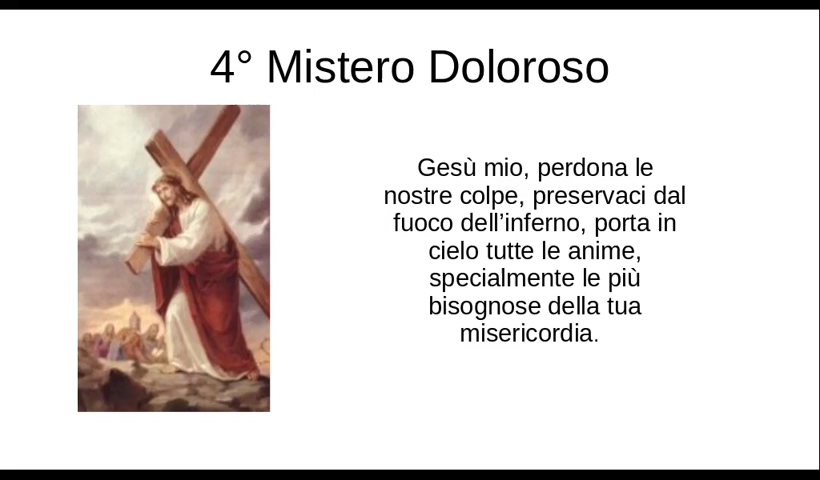 4° Mistero Doloroso
Gesù mio, perdona le
nostre colpe, preservaci dal
fuoco dell’inferno, porta in
cielo tutte le anime,
specialmente le più
bisognose della tua
misericordia.